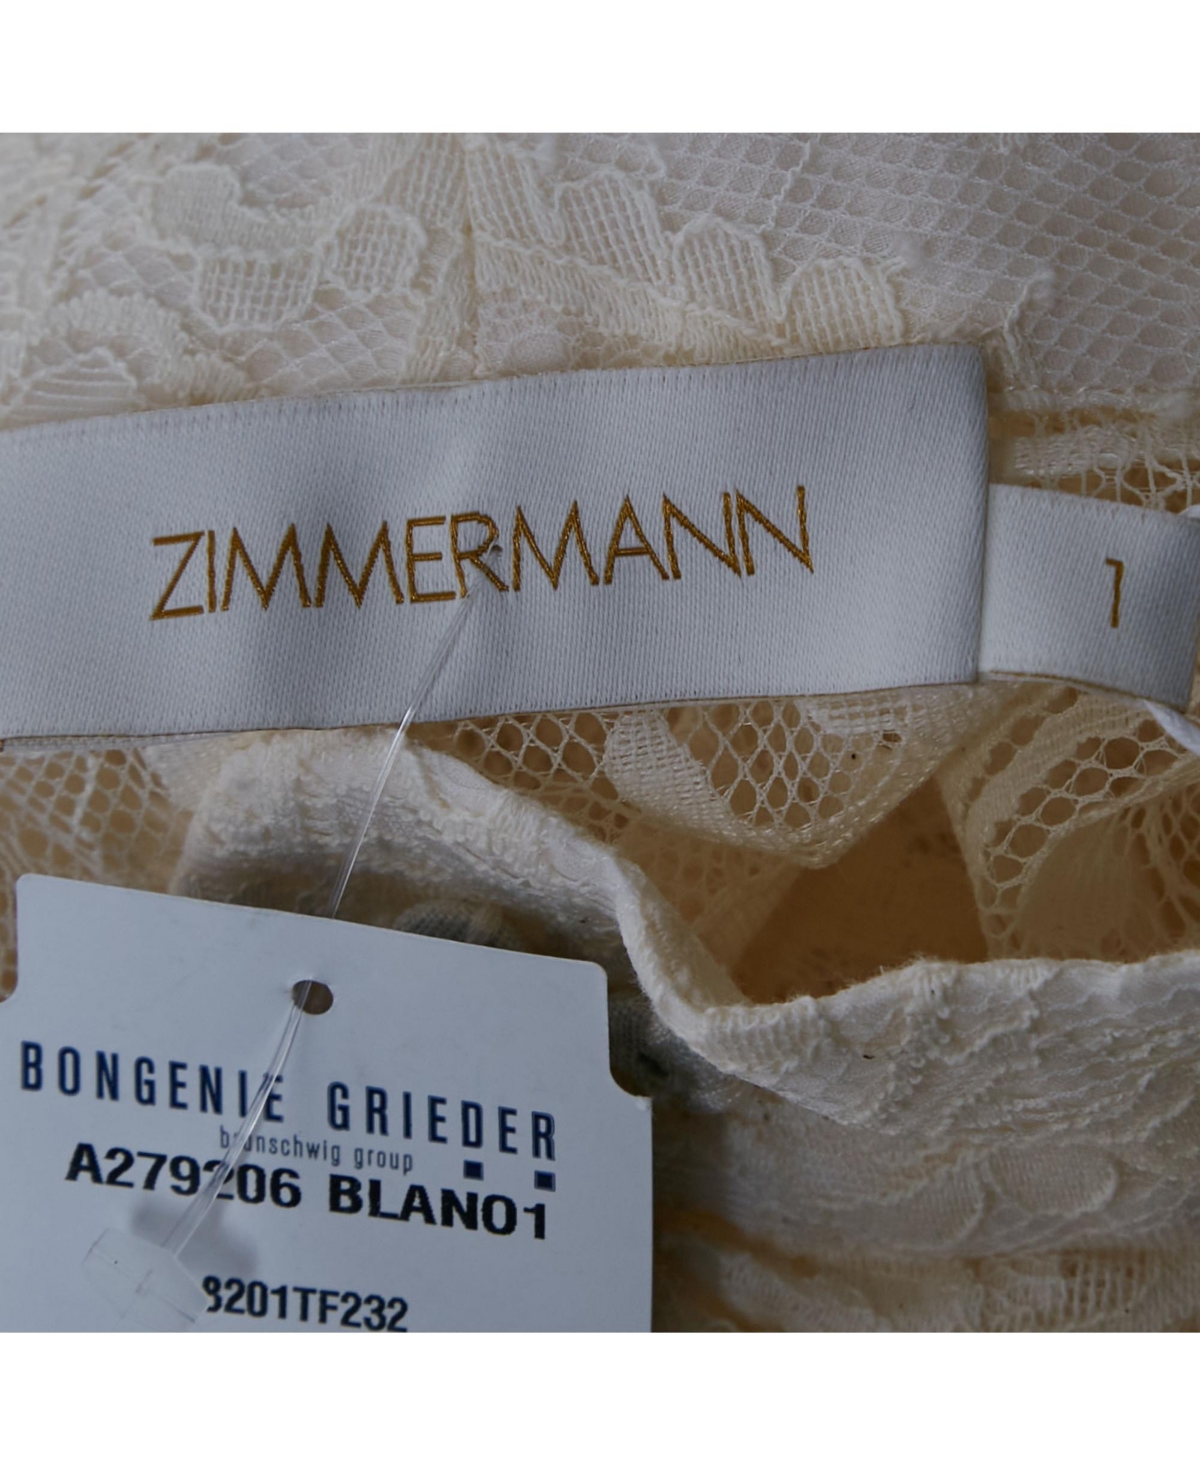 ZIMMERMANN
1
BONGENIE GRIEDER
brunschwig group
A279206 BLAN01
8201TF232